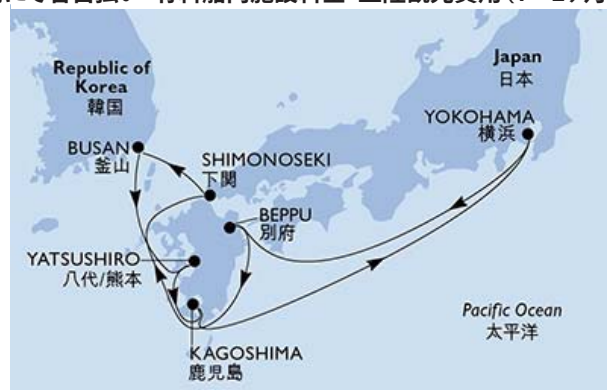 Republic of
Korea
韓国
Japan
日本
YOKOHAMA
横浜
BUSAN
釜山
SHIMONOSEKI
下関
BEPPU
別府
YATSUSHIRO
八代/熊本
Pacific Ocean
太平洋
KAGOSHIMA
鹿児島